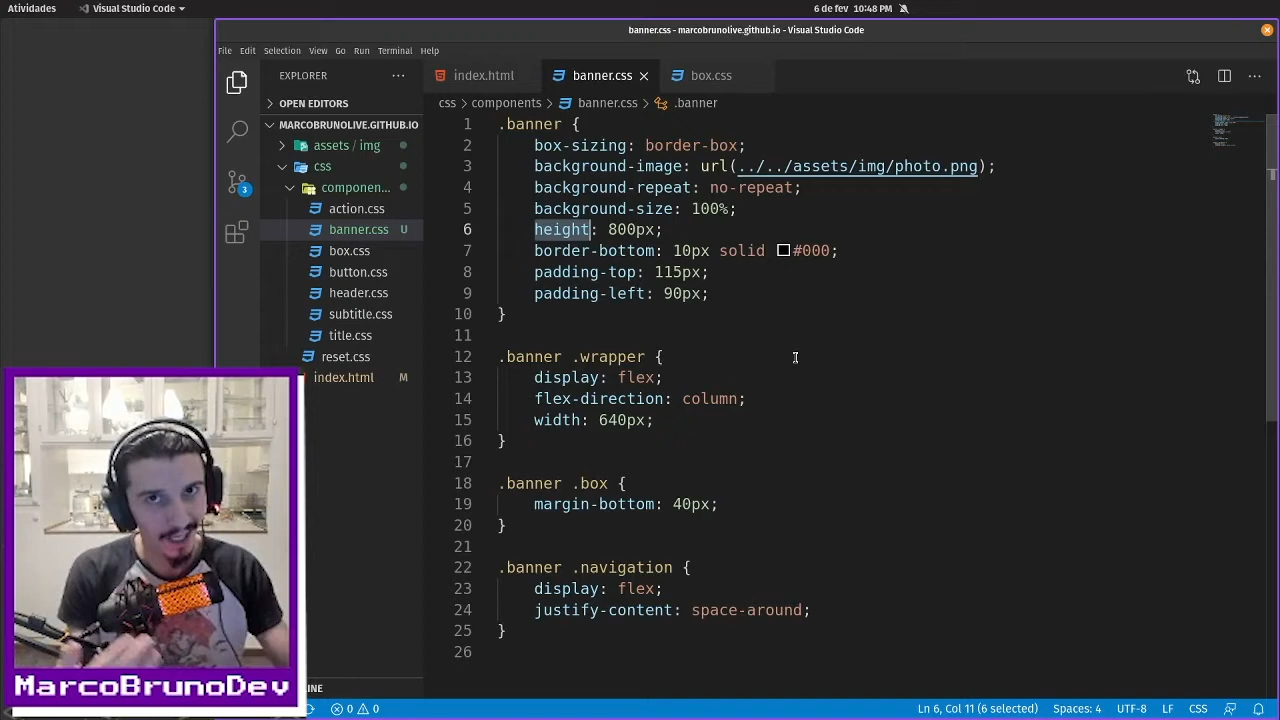 Atividades
Visual Studio Code
6 de fev 10:48 PM
banner.css - marcobrunolive.github.io - Visual Studio Code
File Edit Selection View Go Run Terminal Help
EXPLORER
index.html
banner.css
box.css
OPEN EDITORS
css > components > banner.css > .banner
MARCOBRUNOLIVE.GITHUB.IO
assets / img
css
componen...
action.css
banner.css U
box.css
button.css
header.css
subtitle.css
title.css
reset.css
index.html M
3
1 .banner {
2 box-sizing: border-box;
3 background-image: url(../../assets/img/photo.png);
4 background-repeat: no-repeat;
5 background-size: 100%;
6 height: 800px;
7 border-bottom: 10px solid #000;
8 padding-top: 115px;
9 padding-left: 90px;
10 }
11
12 .banner .wrapper {
13 display: flex;
14 flex-direction: column;
15 width: 640px;
16 }
17
18 .banner .box {
19 margin-bottom: 40px;
20 }
21
22 .banner .navigation {
23 display: flex;
24 justify-content: space-around;
25 }
26
MarcoBrunoDev
0 0
Ln 6, Col 11 (6 selected) Spaces: 4 UTF-8 LF CSS